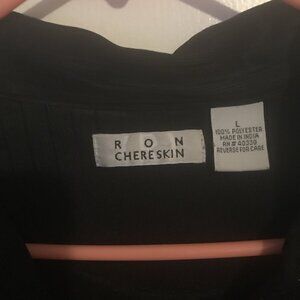 R O N
CHERESKIN
L
100% POLYESTER
MADE IN INDIA
RN# 40339
REVERSE FOR CARE